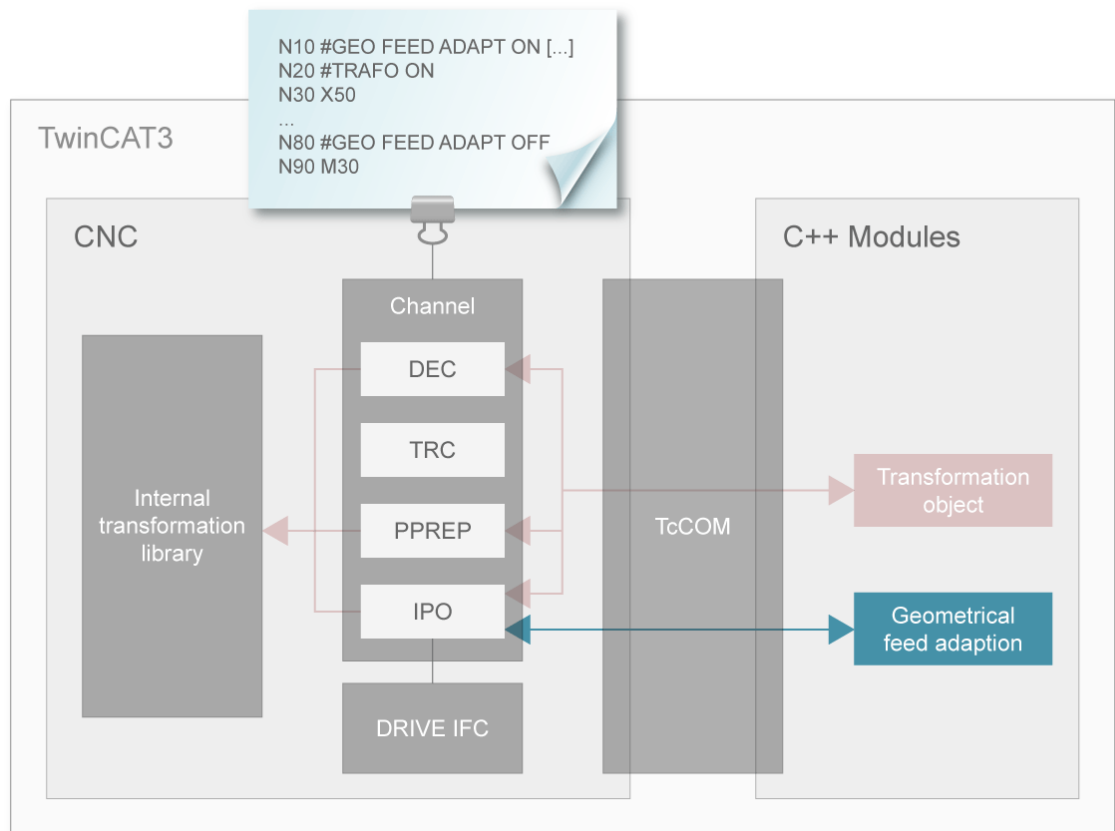 N10 #GEO FEED ADAPT ON [...]
N20 #TRAFO ON
N30 X50
...
N80 #GEO FEED ADAPT OFF
N90 M30
TwinCAT3
CNC
C++ Modules
Channel
DEC
TRC
PPREP
IPO
DRIVE IFC
Internal
transformation
library
TcCOM
Transformation
object
Geometrical
feed adaption